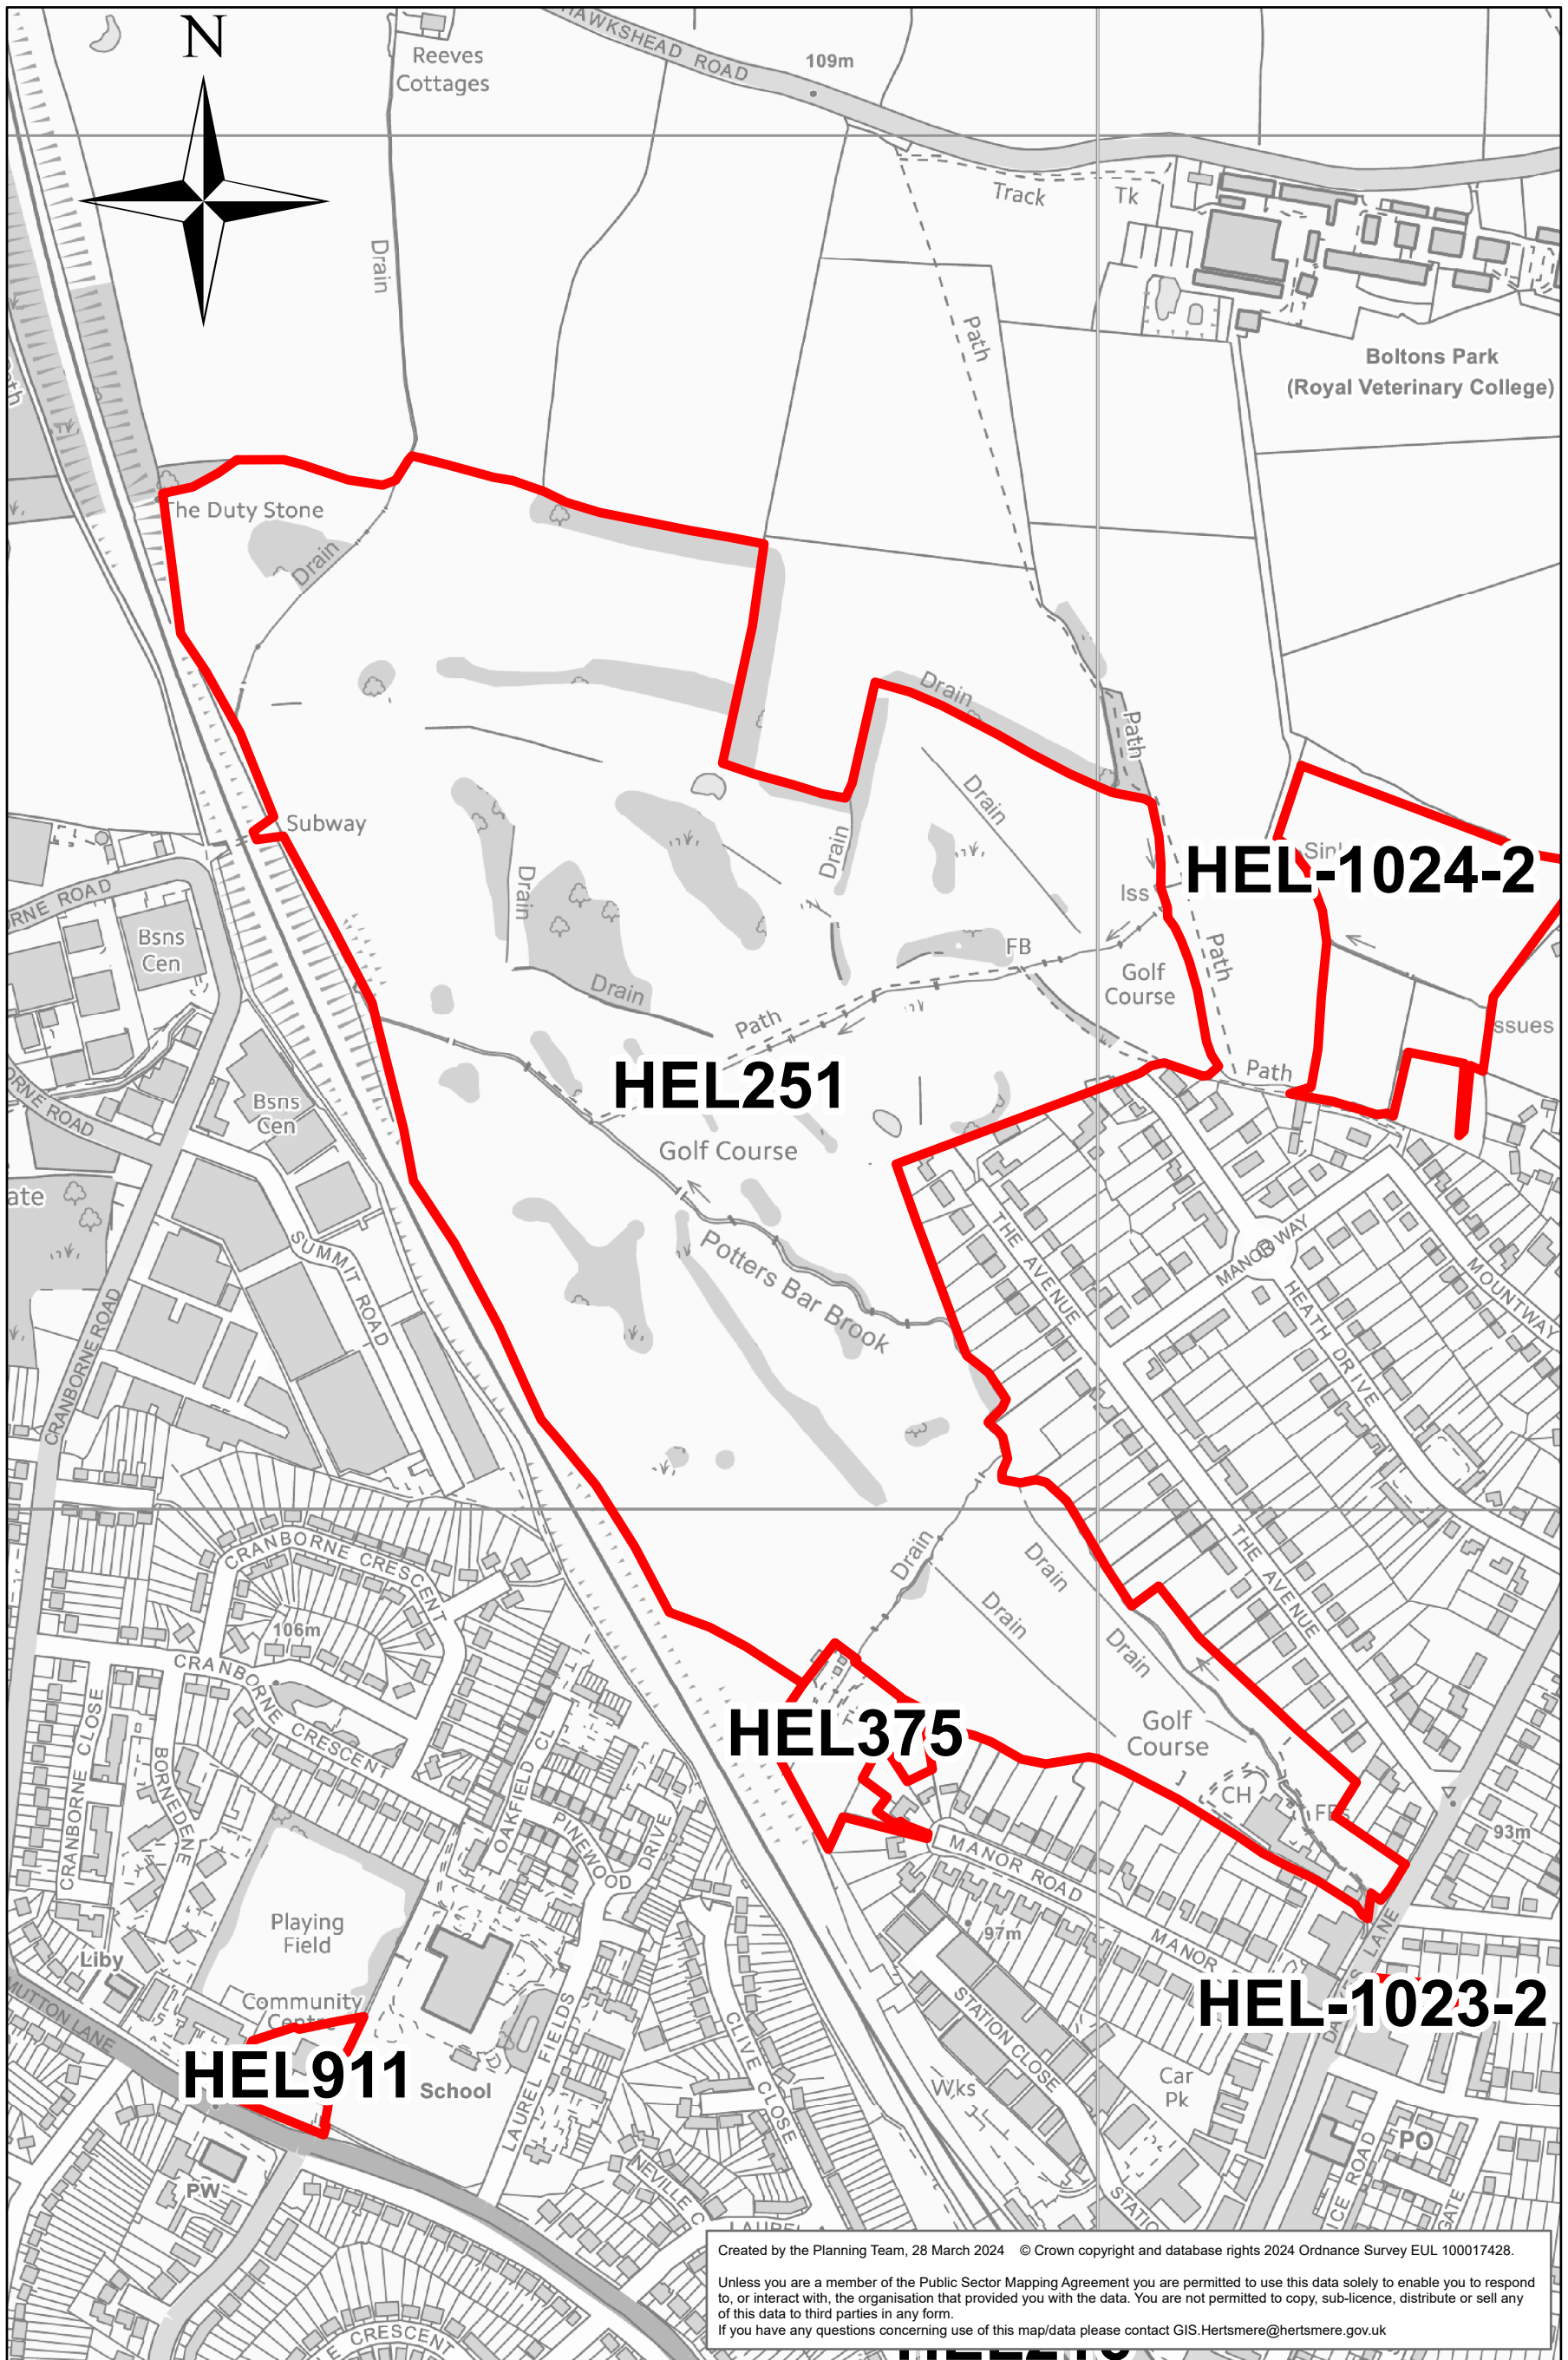 N
Reeves
Cottages
HAWKSHEAD ROAD
109m
Track
Tk
Drain
Path
Boltons Park
(Royal Veterinary College)
The Duty Stone
Drain
Drain
Path
Drain
Subway
Drain
HEL-1024-2
Drain
Iss
Bsns
Cen
FB
Path
Golf
Course
Drain
Path
ssues
HEL251
Path
Bsns
Cen
Golf Course
SUMMIT ROAD
Potters Bar Brook
THE AVENUE
MANOR WAY
HEATH DRIVE
MOUNTWAY
CRANBORNE ROAD
CRANBORNE CRESCENT
Drain
Drain
Drain
Drain
THE AVENUE
106m
CRANBORNE CRESCENT
CRANBORNE CLOSE
BORNEDENE
OAKFIELD CL
PINEWOOD DRIVE
HEL375
Golf
Course
CH
FBs
93m
MANOR ROAD
Playing
Field
97m
MANOR
LANE
Liby
Community
Centre
MUTTON LANE
HEL-1023-2
STATION CLOSE
HEL911
School
LAUREL FIELDS
CLIVE CLOSE
Wks
Car
Pk
PO
PW
NEVILLE C
CRESCENT
Created by the Planning Team, 28 March 2024 © Crown copyright and database rights 2024 Ordnance Survey EUL 100017428.
Unless you are a member of the Public Sector Mapping Agreement you are permitted to use this data solely to enable you to respond
to, or interact with, the organisation that provided you with the data. You are not permitted to copy, sub-licence, distribute or sell any
of this data to third parties in any form.
If you have any questions concerning use of this map/data please contact GIS.Hertsmere@hertsmere.gov.uk